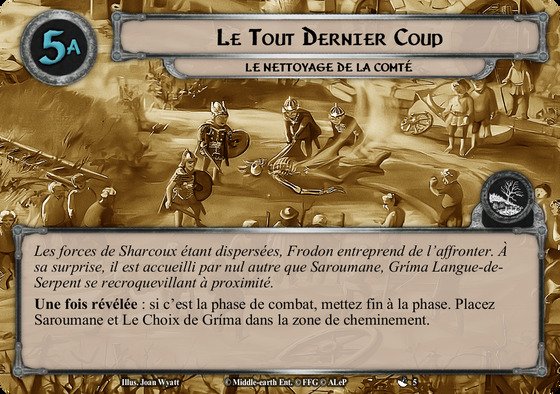 5A
Le Tout Dernier Coup
Le Nettoyage de la Comté
Les forces de Sharcoux étant dispersées, Frodon entreprend de l'affronter. À
sa surprise, il est accueilli par nul autre que Saroumane, Gríma Langue-de-
Serpent se recroquevillant à proximité.
Une fois révélée : si c'est la phase de combat, mettez fin à la phase. Placez
Saroumane et Le Choix de Gríma dans la zone de cheminement.
Illus. Joan Wyatt © Middle-earth Ent. © FFG © ALeP 5